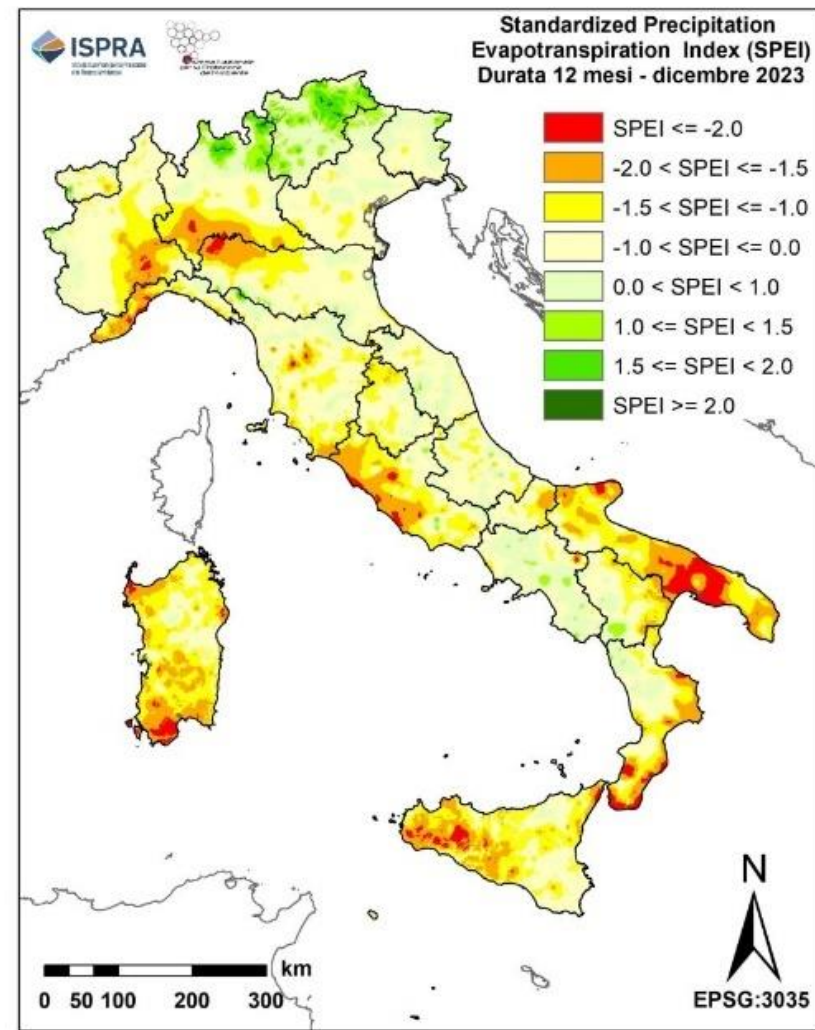 ISPRA
Standardized Precipitation
Evapotranspiration Index (SPEI)
Durata 12 mesi - dicembre 2023
SPEI <= -2.0
-2.0 < SPEI <= -1.5
-1.5 < SPEI <= -1.0
-1.0 < SPEI <= 0.0
0.0 < SPEI < 1.0
1.0 <= SPEI < 1.5
1.5 <= SPEI < 2.0
SPEI >= 2.0
N
km
0 50 100 200 300
EPSG:3035